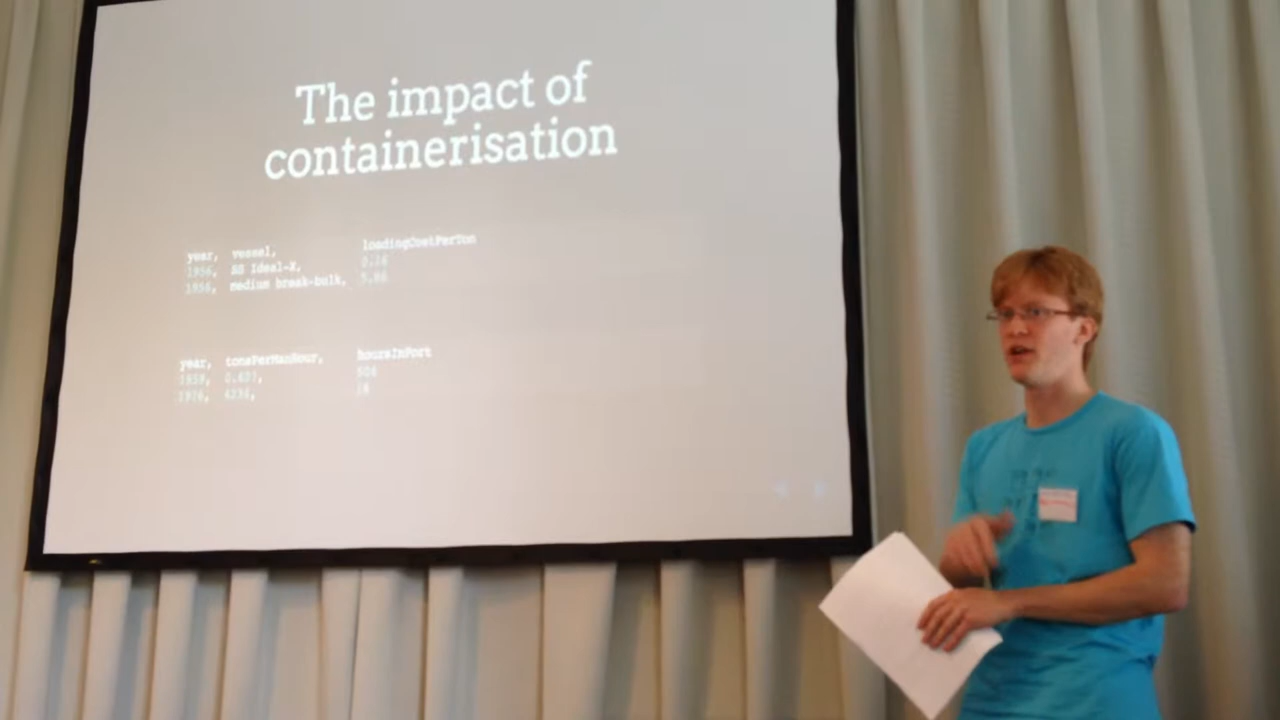 The impact of
containerisation
year, vessel, loadingCostPerTon
1956, SS Ideal-X, 0.16
1956, medium break-bulk, 5.86
year, tonsPerManHour, hoursInPort
1959, 0.627,
1976, 4234, 18